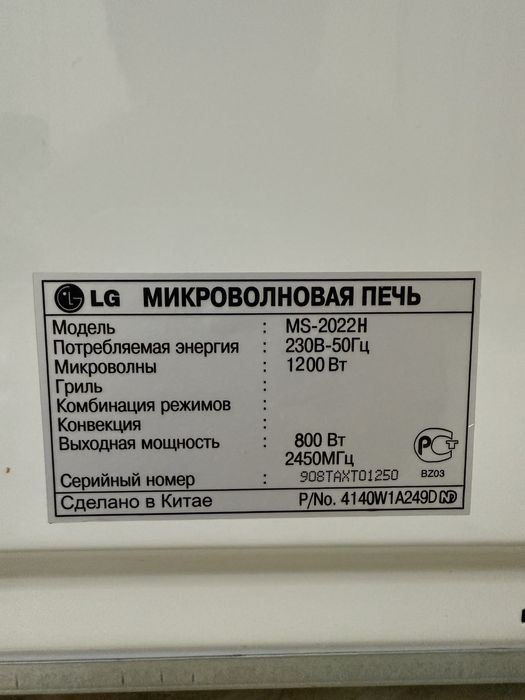 LG МИКРОВОЛНОВАЯ ПЕЧЬ
Модель : MS-2022H
Потребляемая энергия : 230В-50Гц
Микроволны : 1200 Вт
Гриль :
Комбинация режимов :
Конвекция :
Выходная мощность : 800 Вт
2450МГц
Серийный номер : 908TAXT01250
РСТ
BZ03
Сделано в Китае P/No. 4140W1A249D